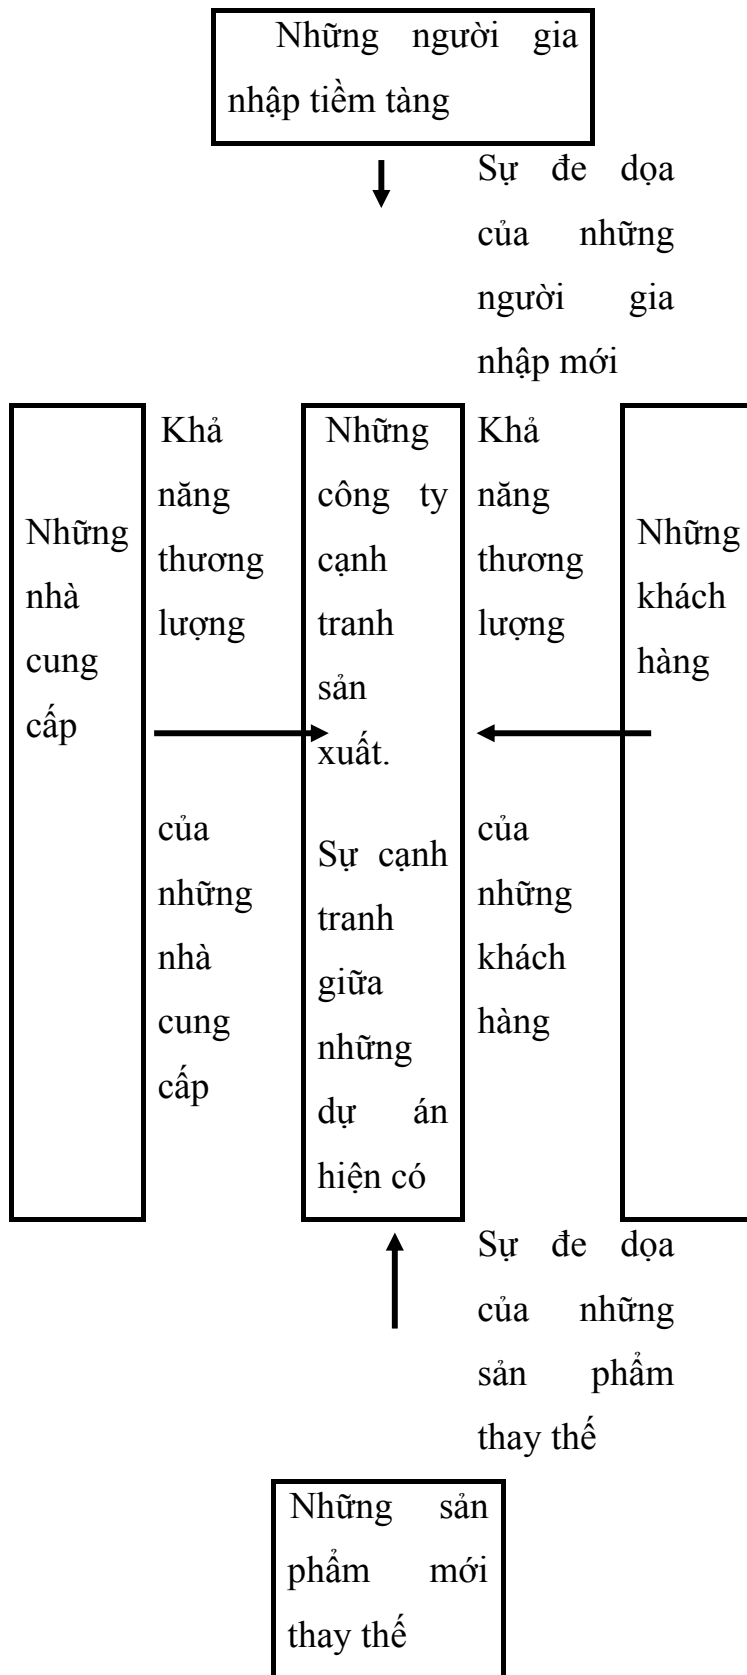 Những người gia
nhập tiềm tàng
Sự đe dọa
của những
người gia
nhập mới
Những
nhà
cung
cấp
Khả
năng
thương
lượng
của
những
nhà
cung
cấp
Những
công ty
cạnh
tranh
sản
xuất.
Sự cạnh
tranh
giữa
những
dự án
hiện có
Khả
năng
thương
lượng
của
những
khách
hàng
Những
khách
hàng
Sự đe dọa
của những
sản phẩm
thay thế
Những sản
phẩm mới
thay thế